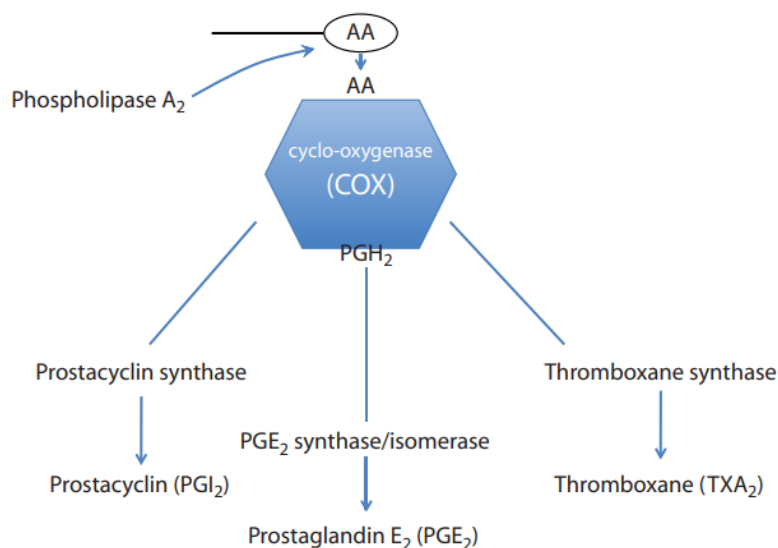 AA
Phospholipase A₂
AA
cyclo-oxygenase
(COX)
PGH₂
Prostacyclin synthase
Thromboxane synthase
PGE₂ synthase/isomerase
Prostacyclin (PGI₂)
Thromboxane (TXA₂)
Prostaglandin E₂ (PGE₂)